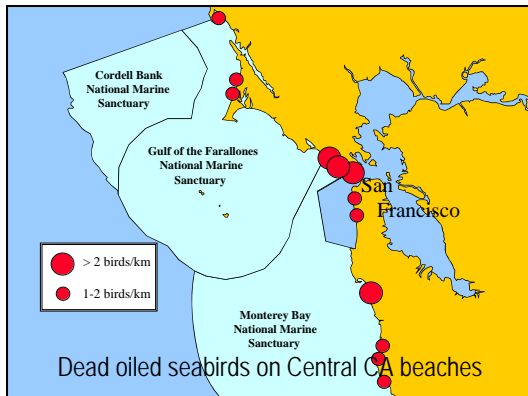 Cordell Bank
National Marine
Sanctuary
Gulf of the Farallones
National Marine
Sanctuary
San
Francisco
> 2 birds/km
1-2 birds/km
Monterey Bay
National Marine
Sanctuary
Dead oiled seabirds on Central CA beaches